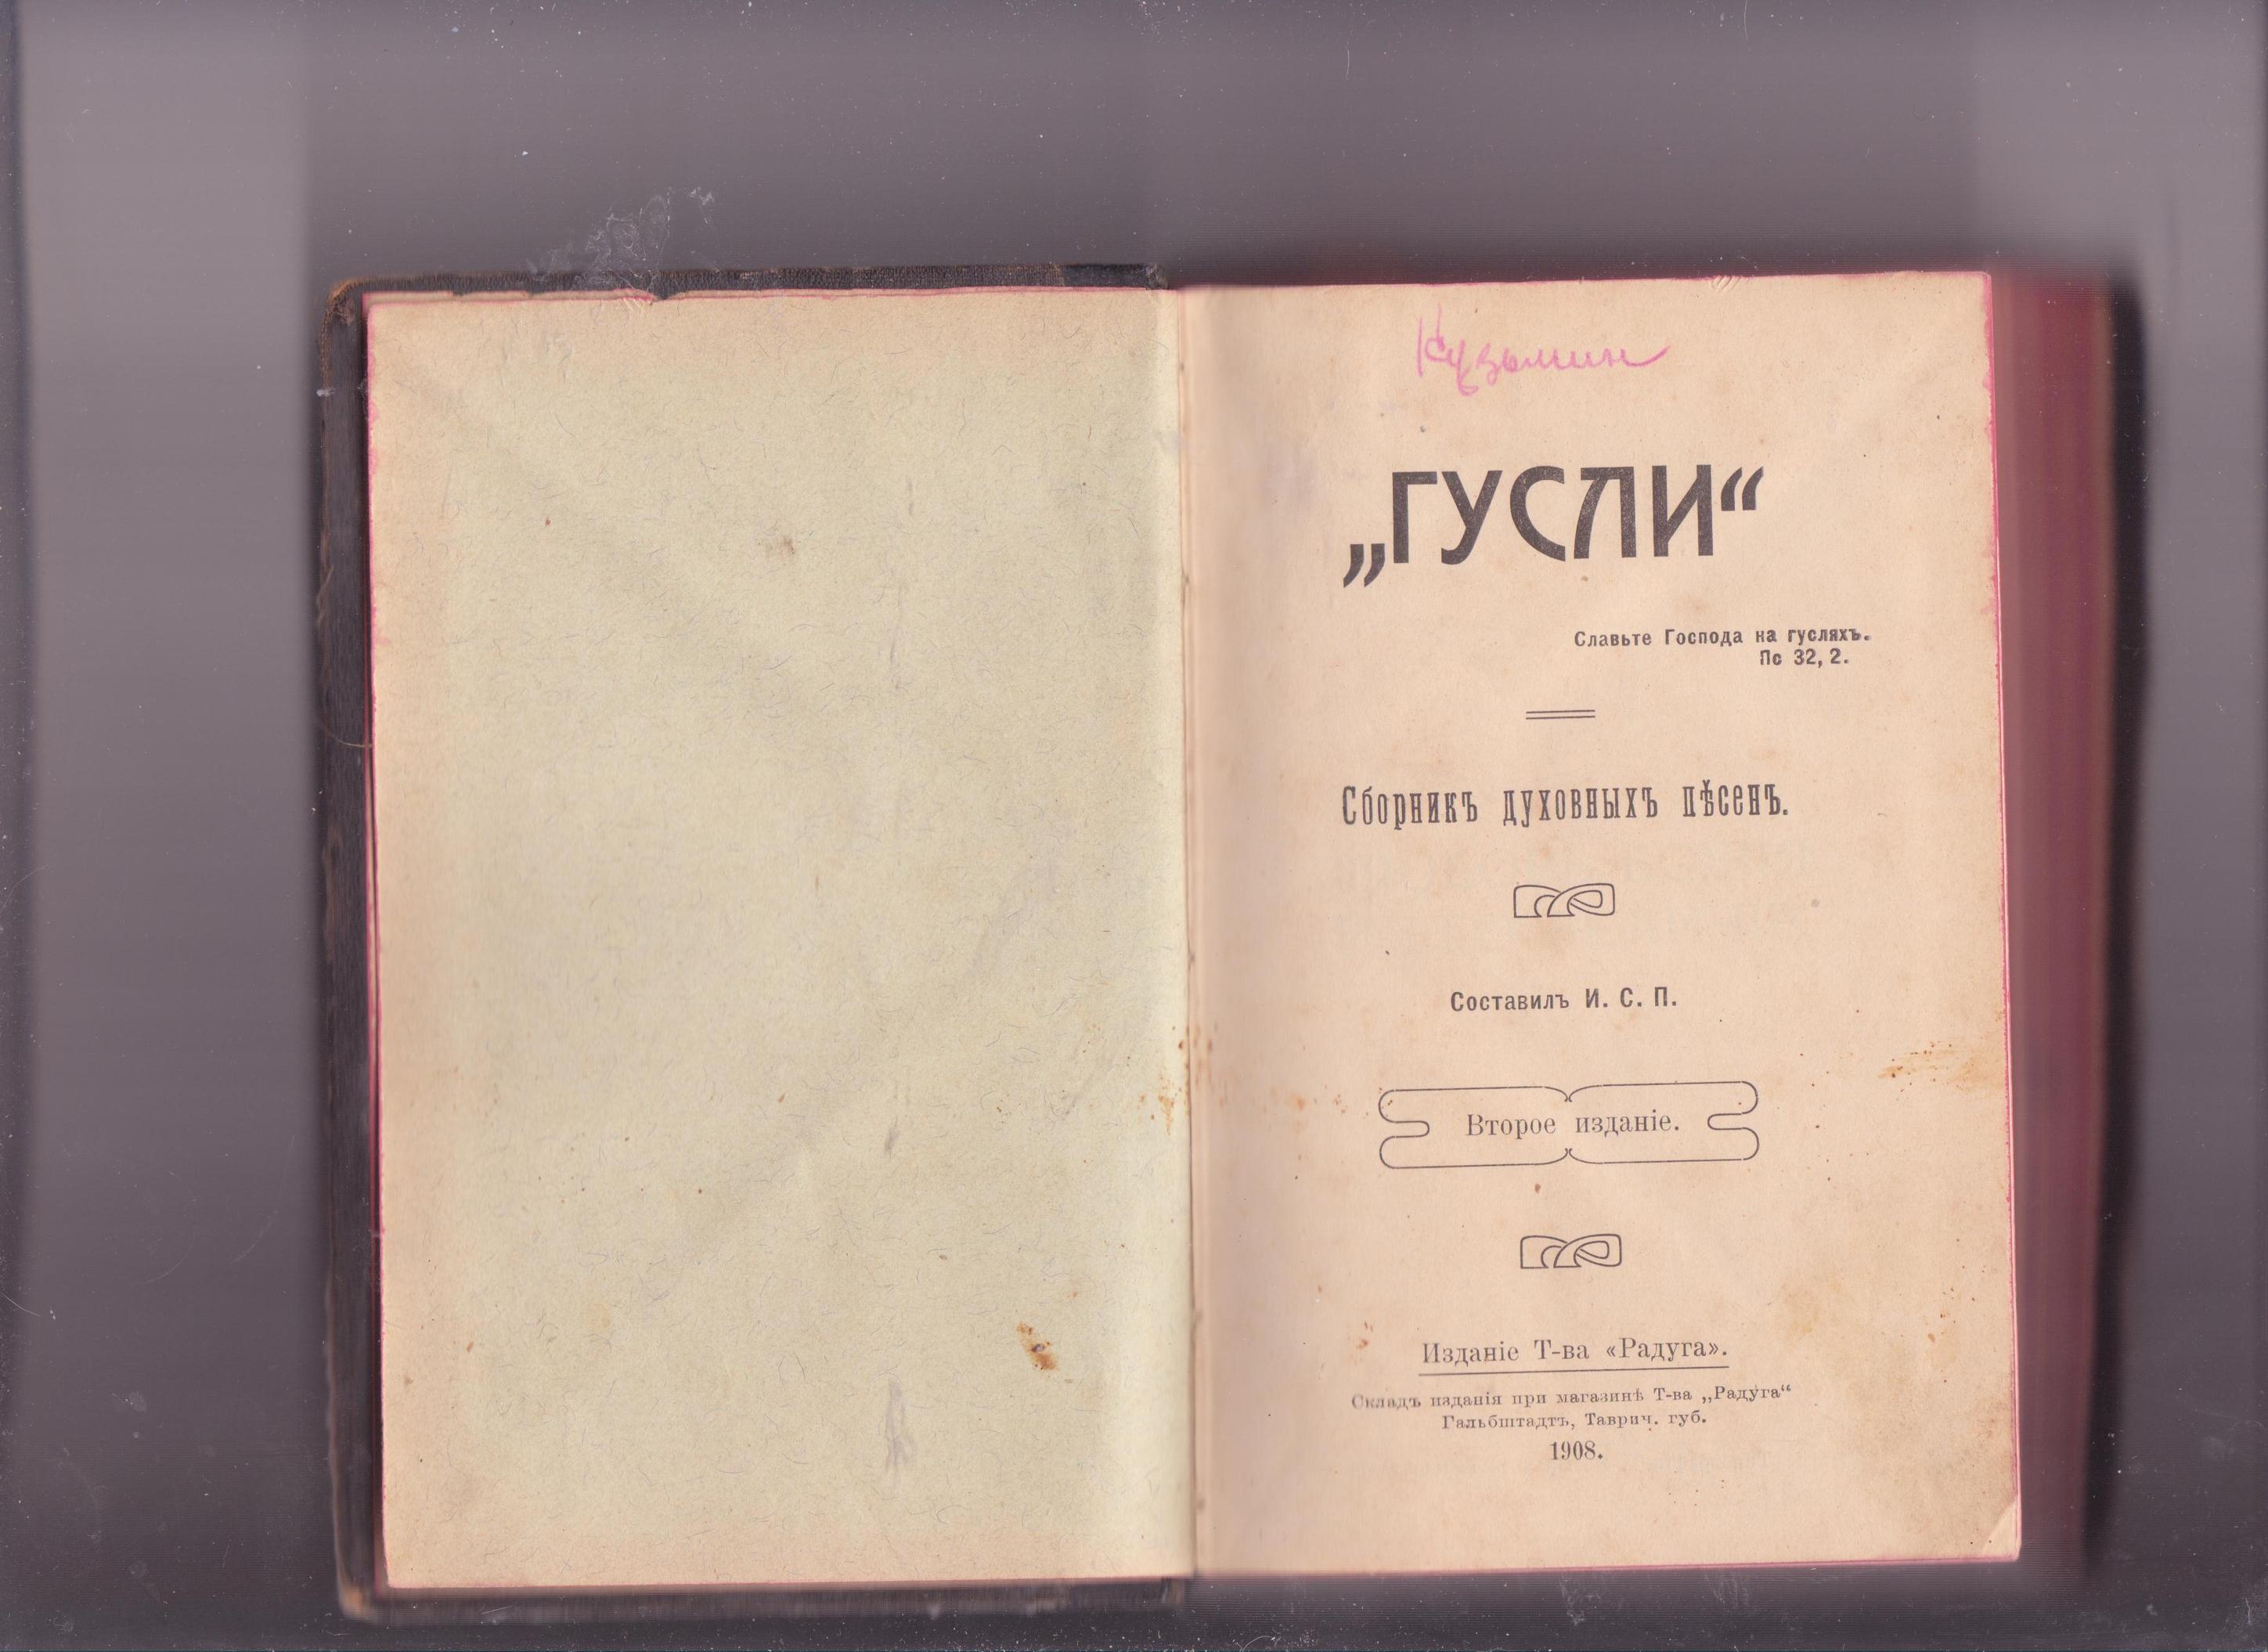 Кузьмин
„ГУСЛИ“
Славьте Господа на гусляхъ.
Пс 32, 2.
Сборникъ духовныхъ пѣсенъ.
Составилъ И. С. П.
Второе изданіе.
Изданіе Т-ва «Радуга».
Складъ изданія при магазинѣ Т-ва „Радуга“
Гальбштадтъ, Таврич. губ.
1908.